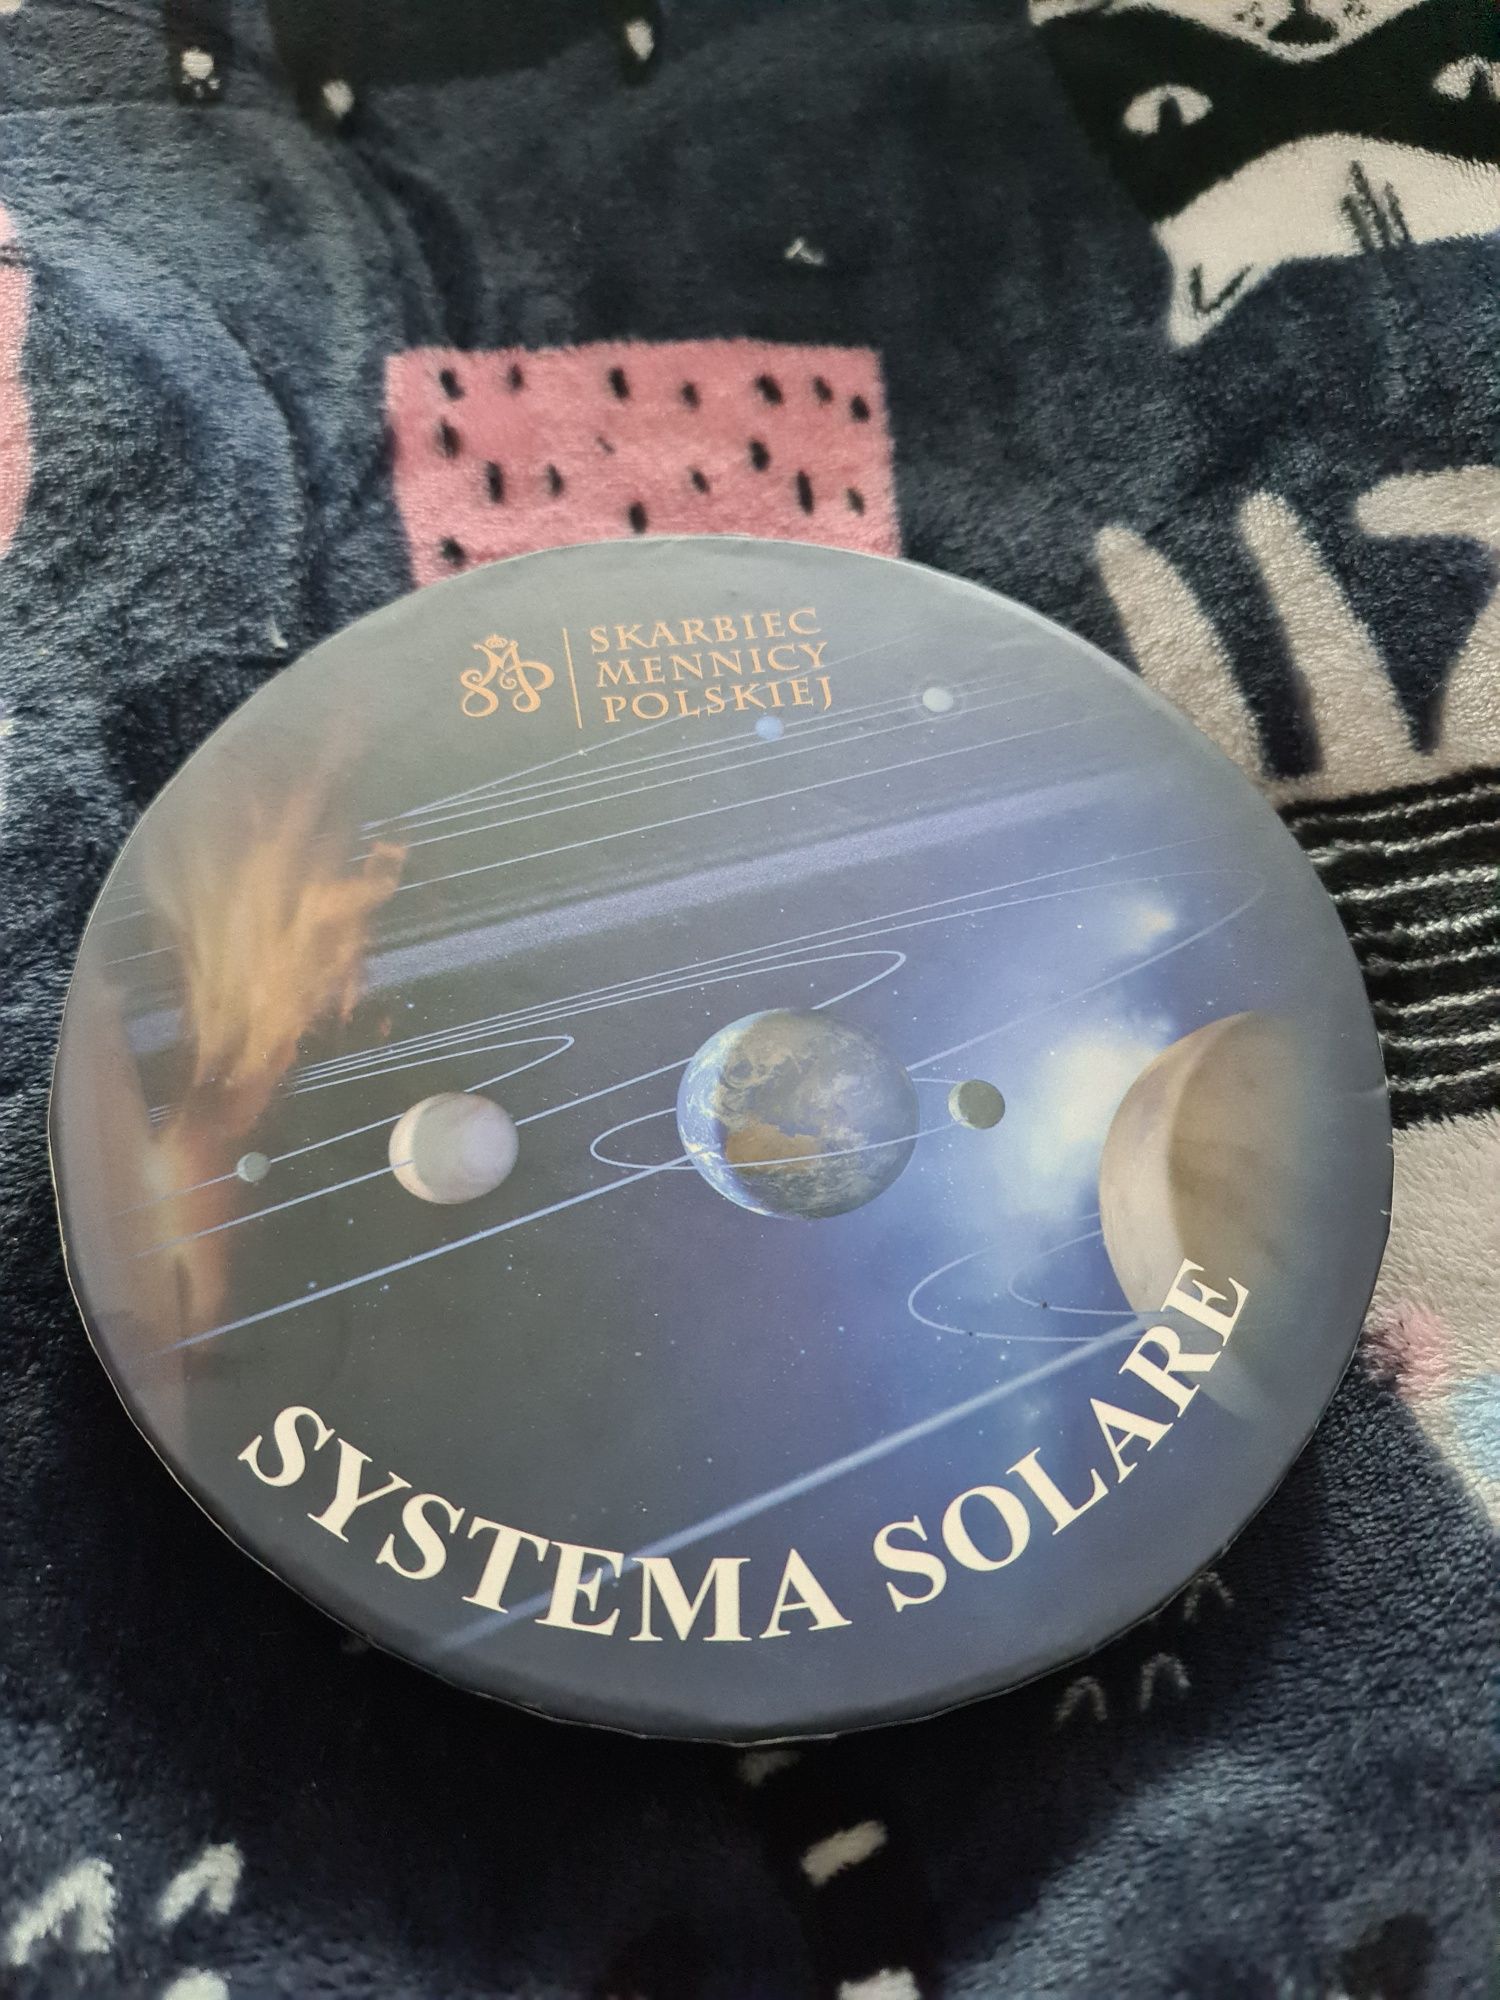 SKARBIEC
MENNICY
POLSKIEJ
SYSTEMA SOLARE